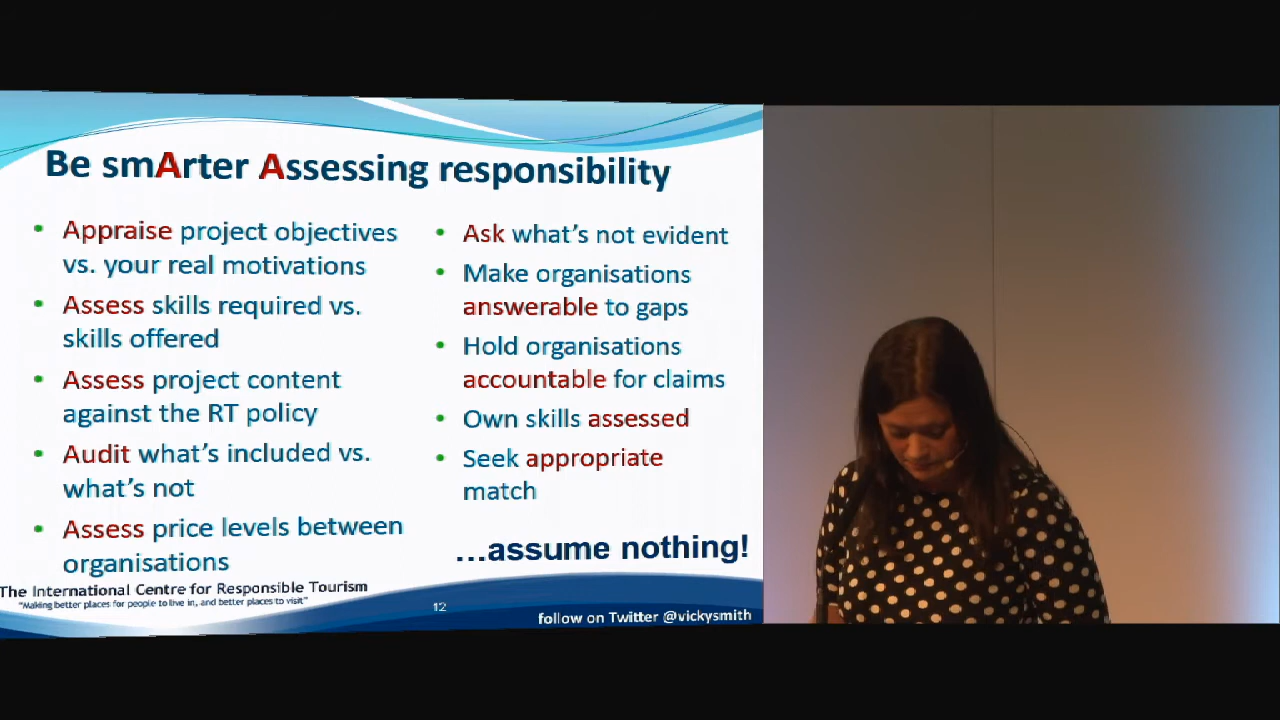 Be smArter Assessing responsibility
• Appraise project objectives
vs. your real motivations
• Assess skills required vs.
skills offered
• Assess project content
against the RT policy
• Audit what's included vs.
what's not
• Assess price levels between
organisations
• Ask what's not evident
• Make organisations
answerable to gaps
• Hold organisations
accountable for claims
• Own skills assessed
• Seek appropriate
match
...assume nothing!
The International Centre for Responsible Tourism
"Making better places for people to live in, and better places to visit"
12
follow on Twitter @vickysmith